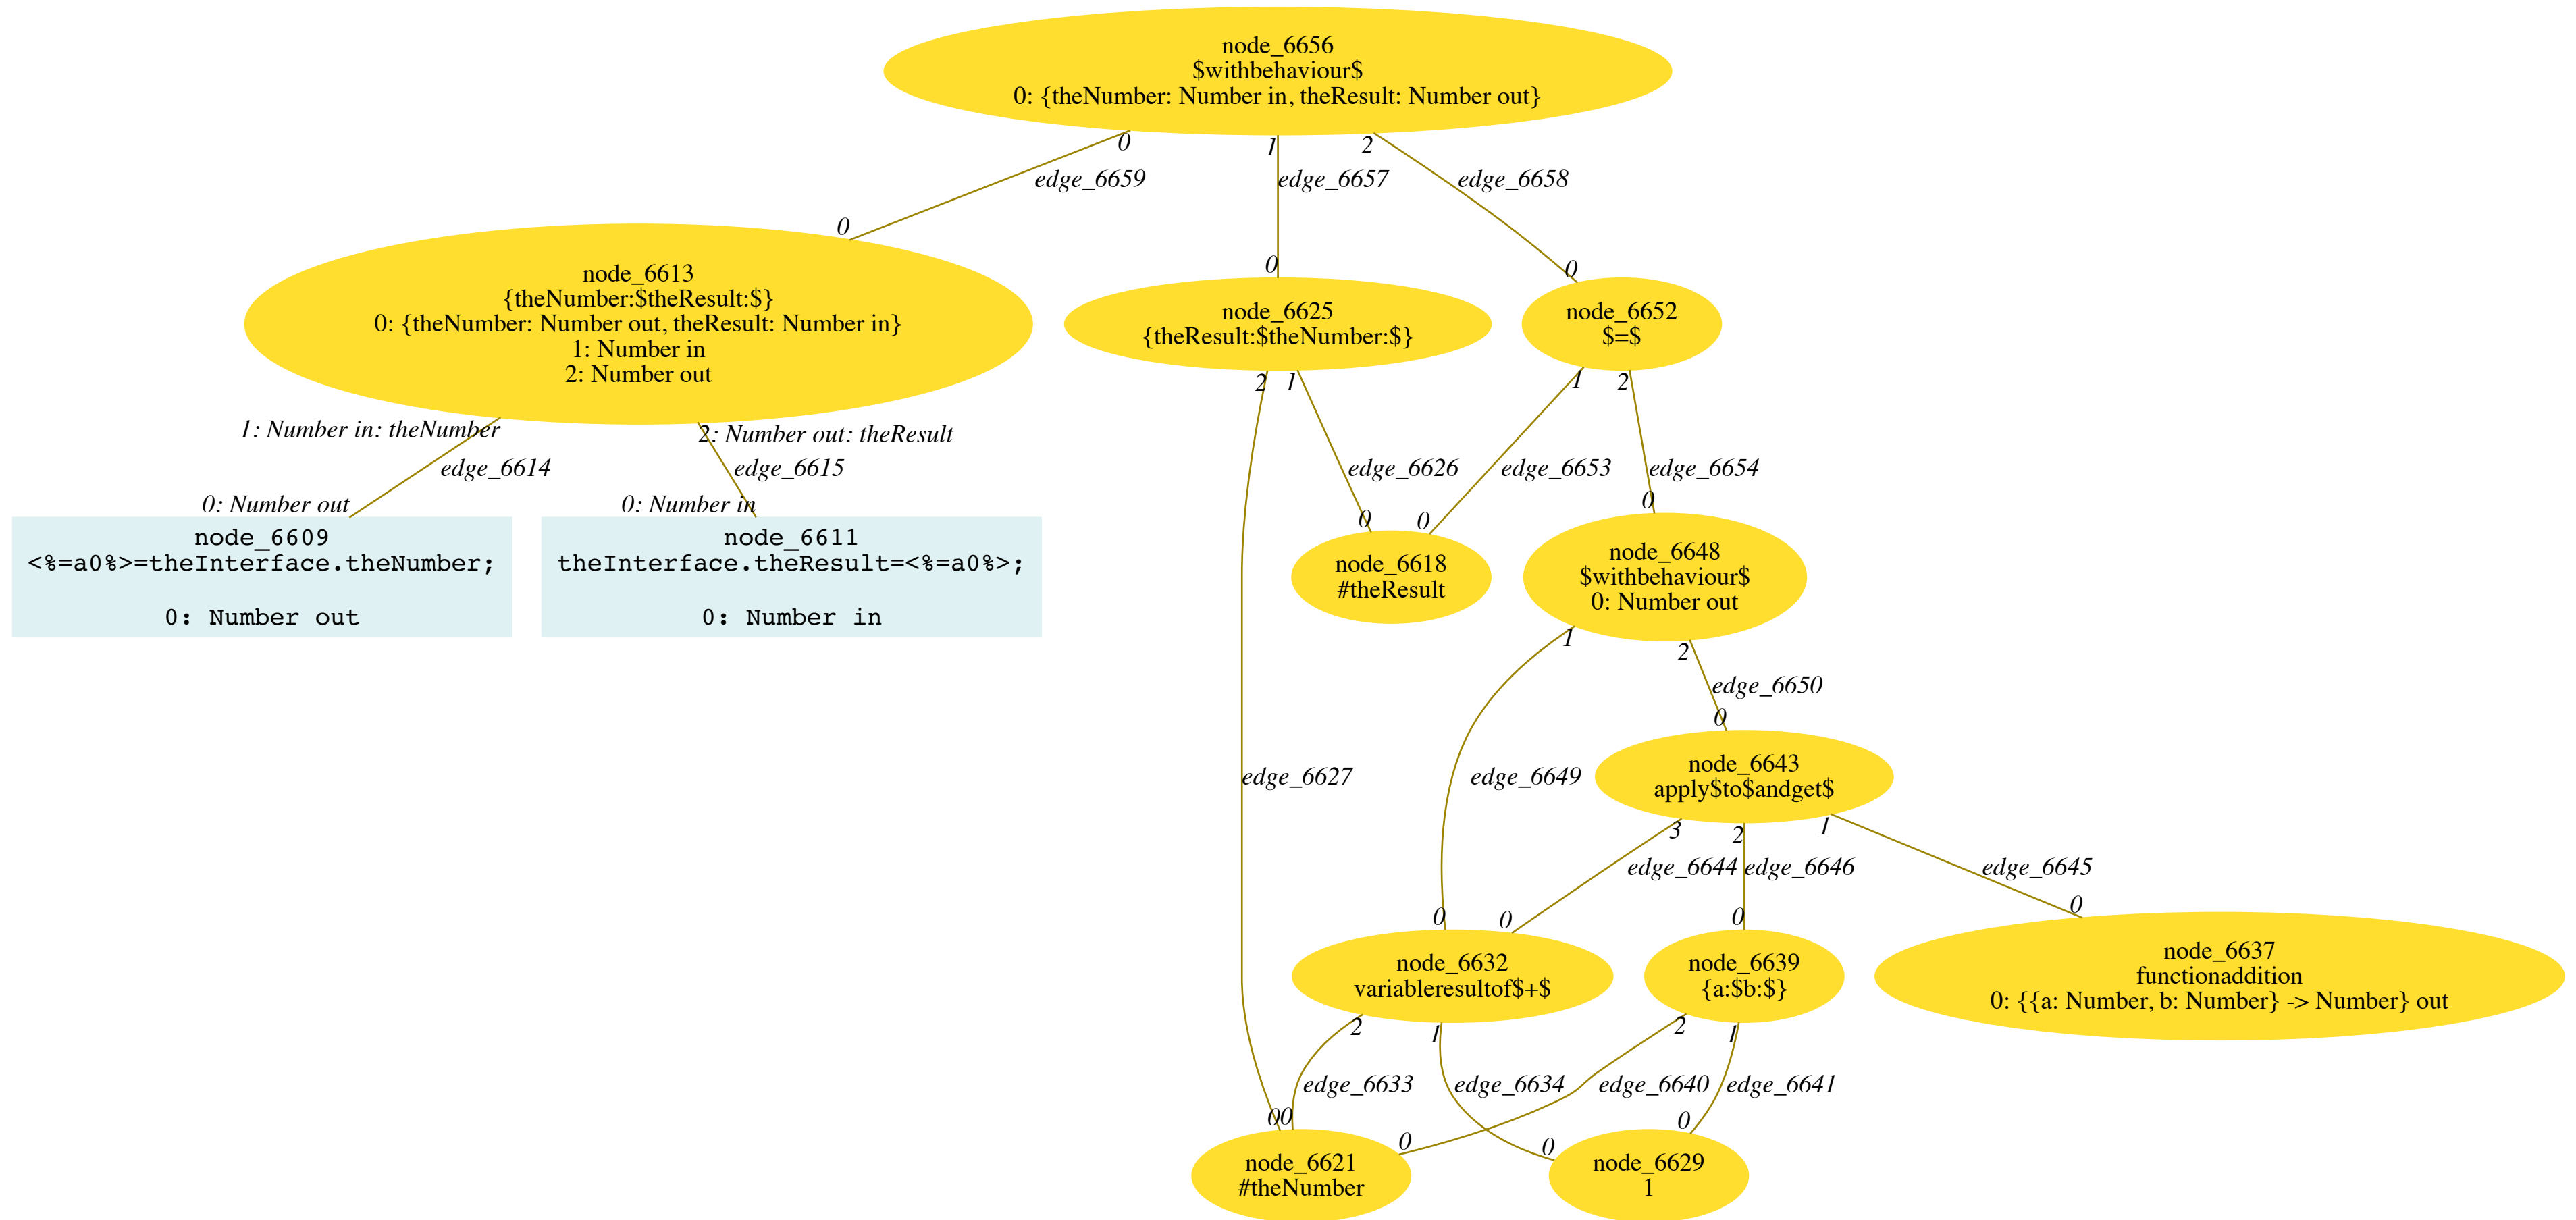 node_6656
$withbehaviour$
0: {theNumber: Number in, theResult: Number out}
0
1
2
edge_6659
edge_6657
edge_6658
0
0
0
node_6613
{theNumber:$theResult:$}
0: {theNumber: Number out, theResult: Number in}
1: Number in
2: Number out
node_6625
{theResult:$theNumber:$}
node_6652
$=$
1: Number in: theNumber
2: Number out: theResult
2
1
1
2
edge_6614
edge_6615
edge_6626
edge_6653
edge_6654
0: Number out
0: Number in
0
0
0
node_6609
<%=a0%>=theInterface.theNumber;
0: Number out
node_6611
theInterface.theResult=<%=a0%>;
0: Number in
node_6618
#theResult
node_6648
$withbehaviour$
0: Number out
1
2
edge_6650
0
edge_6627
edge_6649
node_6643
apply$to$andget$
3
2
1
edge_6644
edge_6646
edge_6645
0
0
0
0
node_6632
variableresultof$+$
node_6639
{a:$b:$}
node_6637
functionaddition
0: {{a: Number, b: Number} -> Number} out
2
1
2
1
edge_6633
edge_6634
edge_6640
edge_6641
0
0
0
0
0
node_6621
#theNumber
node_6629
1